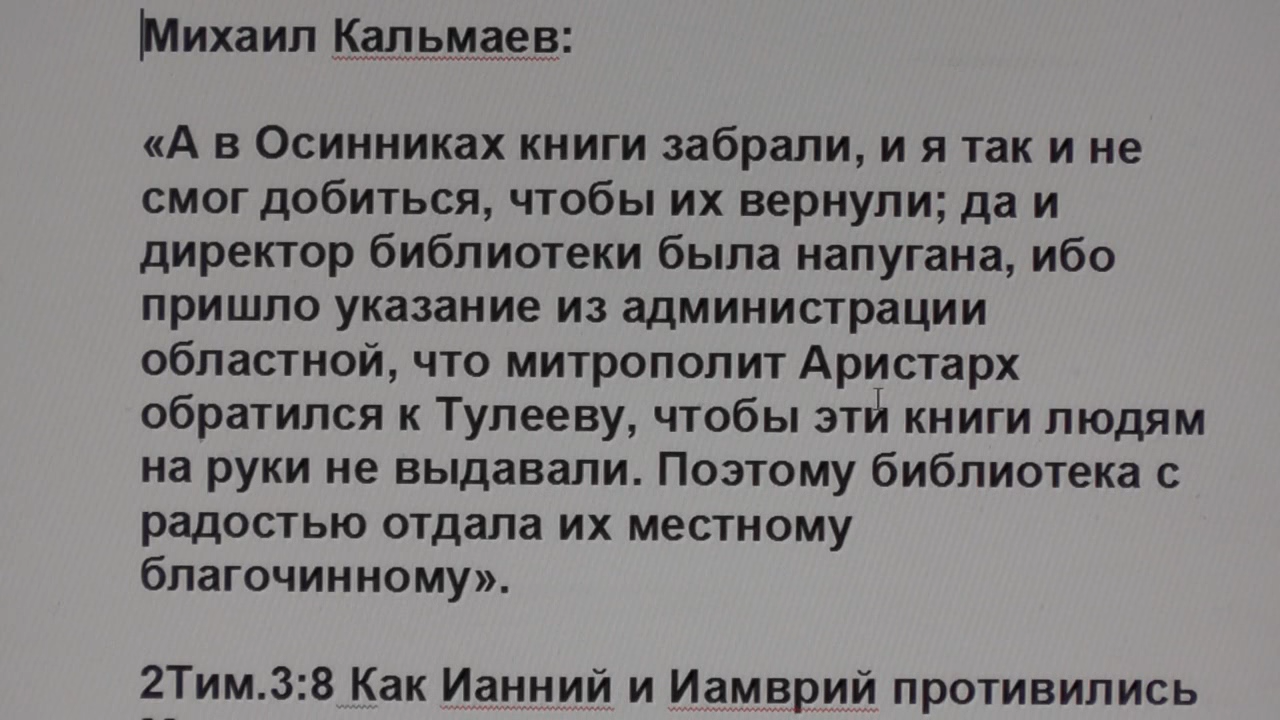 Михаил Кальмаев:
«А в Осинниках книги забрали, и я так и не
смог добиться, чтобы их вернули; да и
директор библиотеки была напугана, ибо
пришло указание из администрации
областной, что митрополит Аристарх
обратился к Тулееву, чтобы эти книги людям
на руки не выдавали. Поэтому библиотека с
радостью отдала их местному
благочинному».
2Тим.3:8 Как Ианний и Иамврий противились